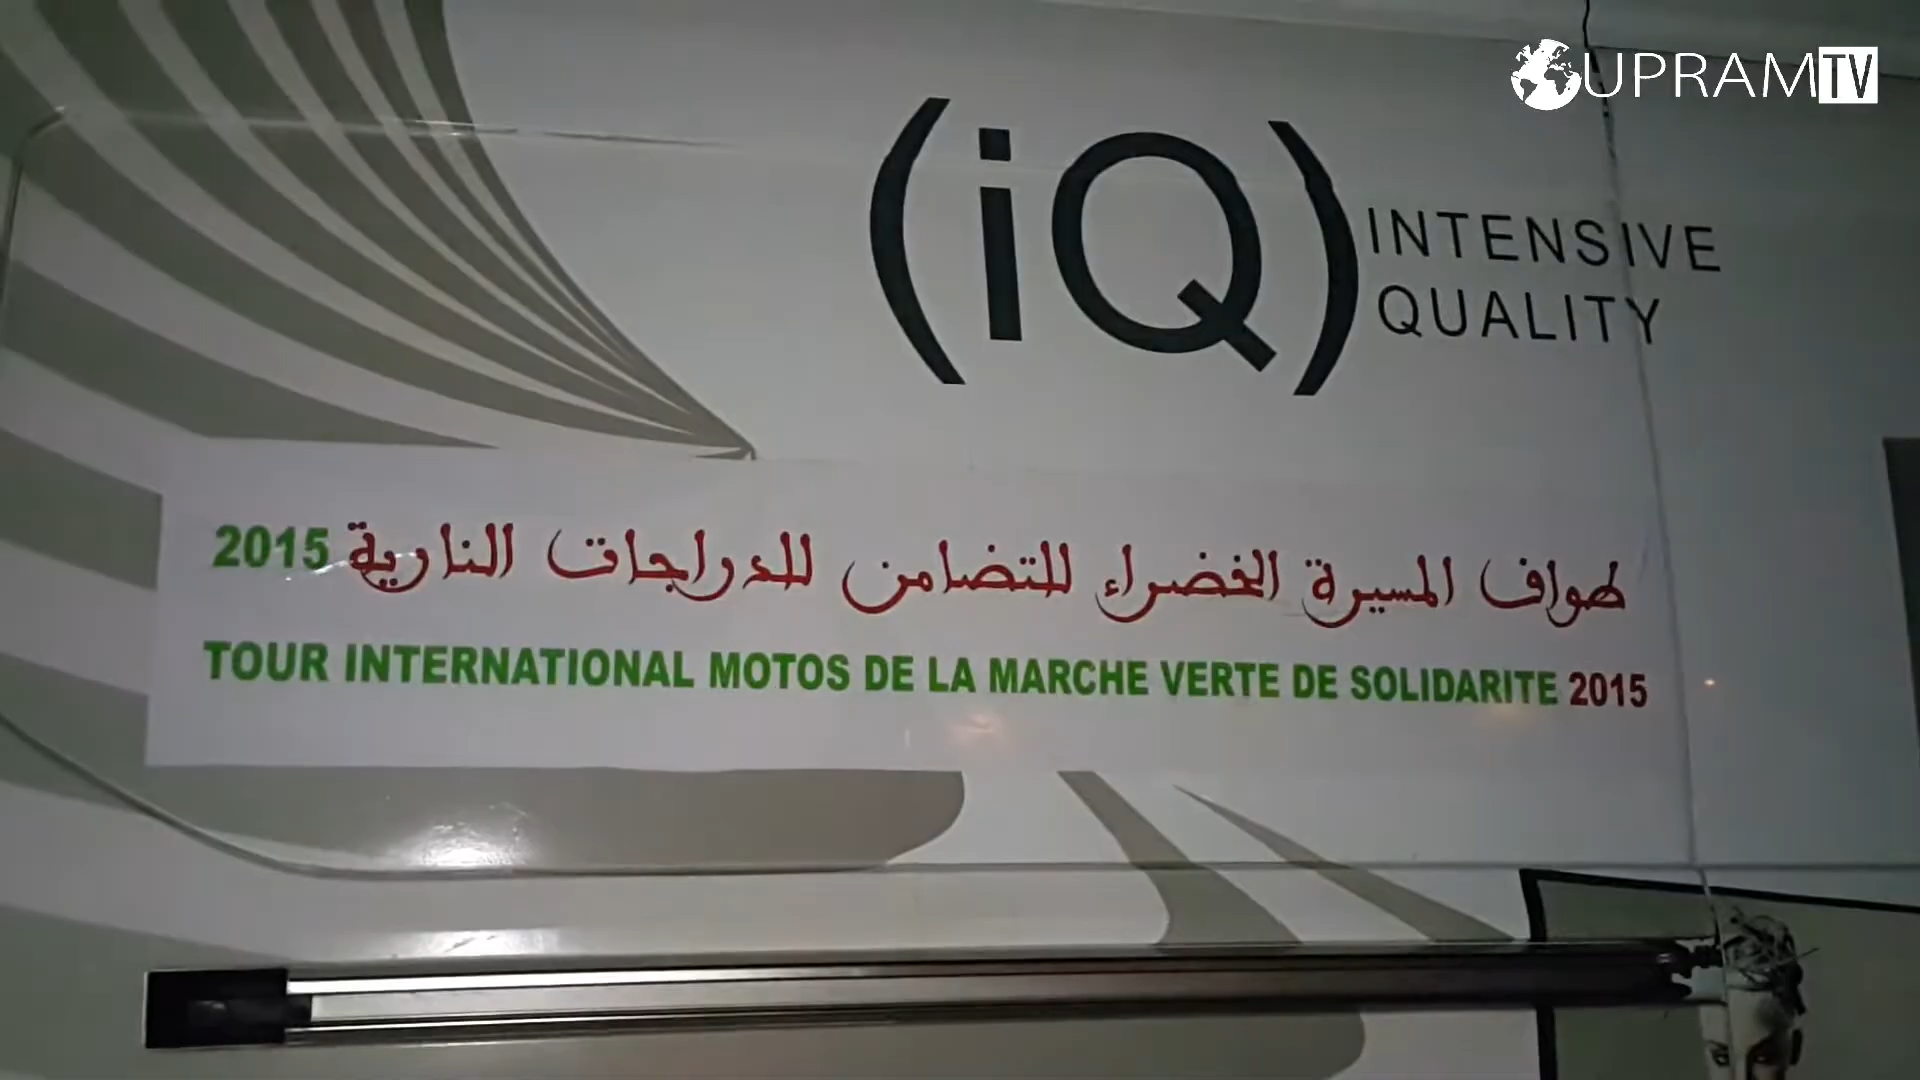 UPRAMTV
(iQ)
INTENSIVE
QUALITY
طواف المسيرة الخضراء للتضامن للدراجات النارية 2015
TOUR INTERNATIONAL MOTOS DE LA MARCHE VERTE DE SOLIDARITE 2015